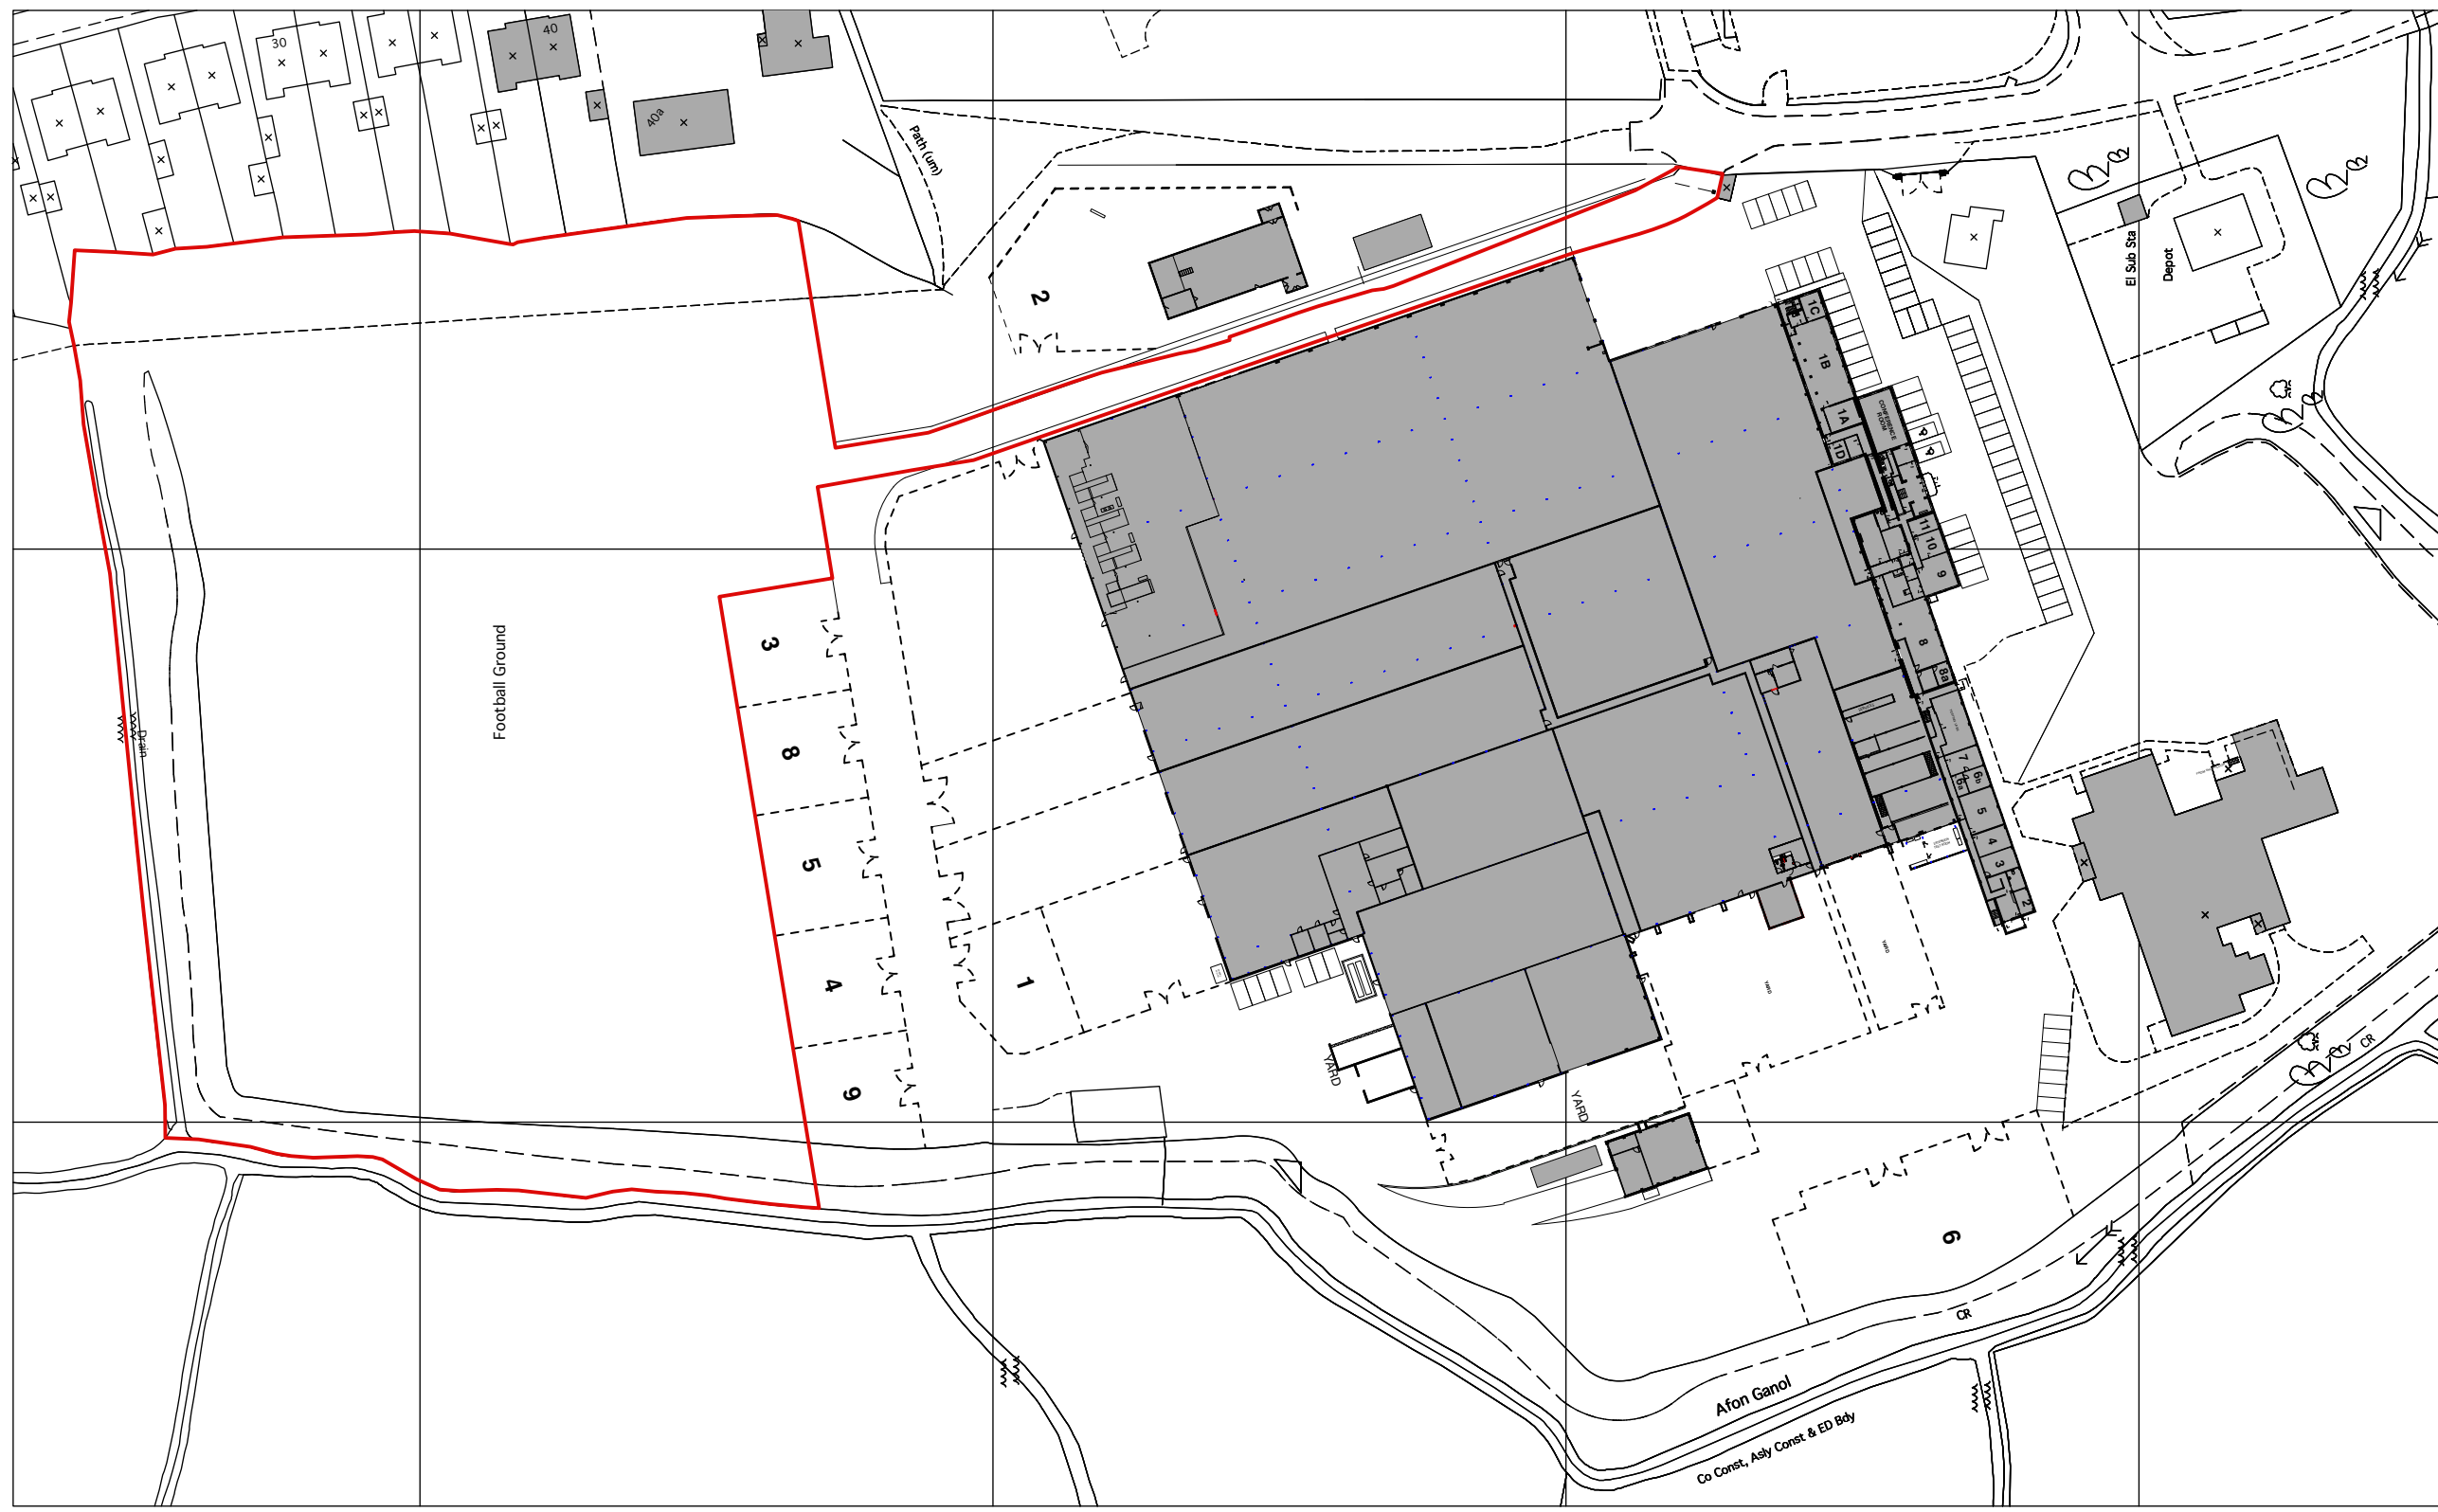 30
40
40a
Path (um)
2
El Sub Sta
Depot
1C
1B
1A
CONFERENCE
ROOM
1D
P
P
11
10
9
8
8a
3
8
5
4
9
Football Ground
Drain
7
6b
6a
5
4
3
2
1
YARD
YARD
YARD
YARD
CR
6
CR
Afon Ganol
Co Const, Asly Const & ED Bdy